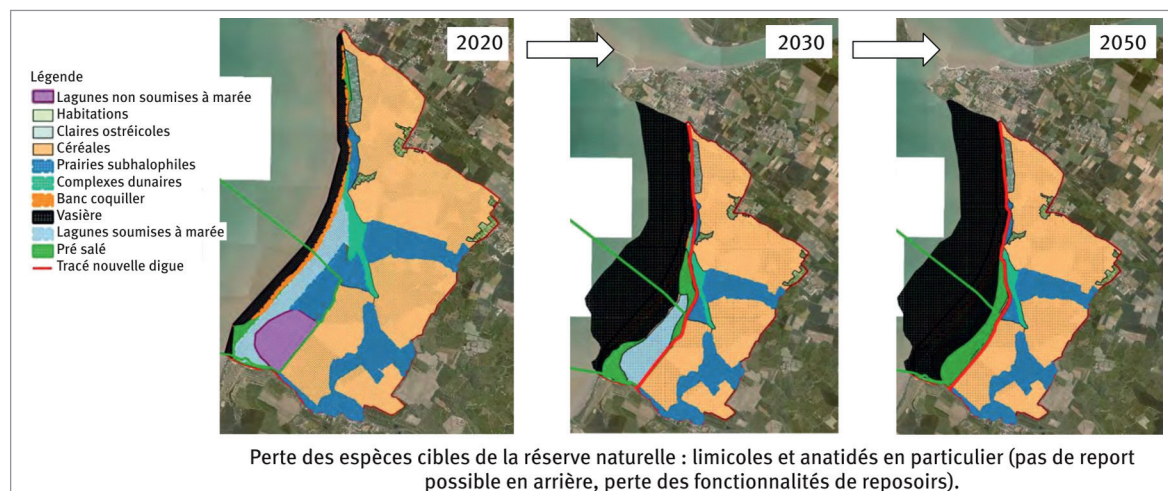 2020
2030
2050
Légende
Lagunes non soumises à marée
Habitations
Claires ostréicoles
Céréales
Prairies subhalophiles
Complexes dunaires
Banc coquiller
Vasière
Lagunes soumises à marée
Pré salé
Tracé nouvelle digue
Perte des espèces cibles de la réserve naturelle : limicoles et anatidés en particulier (pas de report
possible en arrière, perte des fonctionnalités de reposoirs).